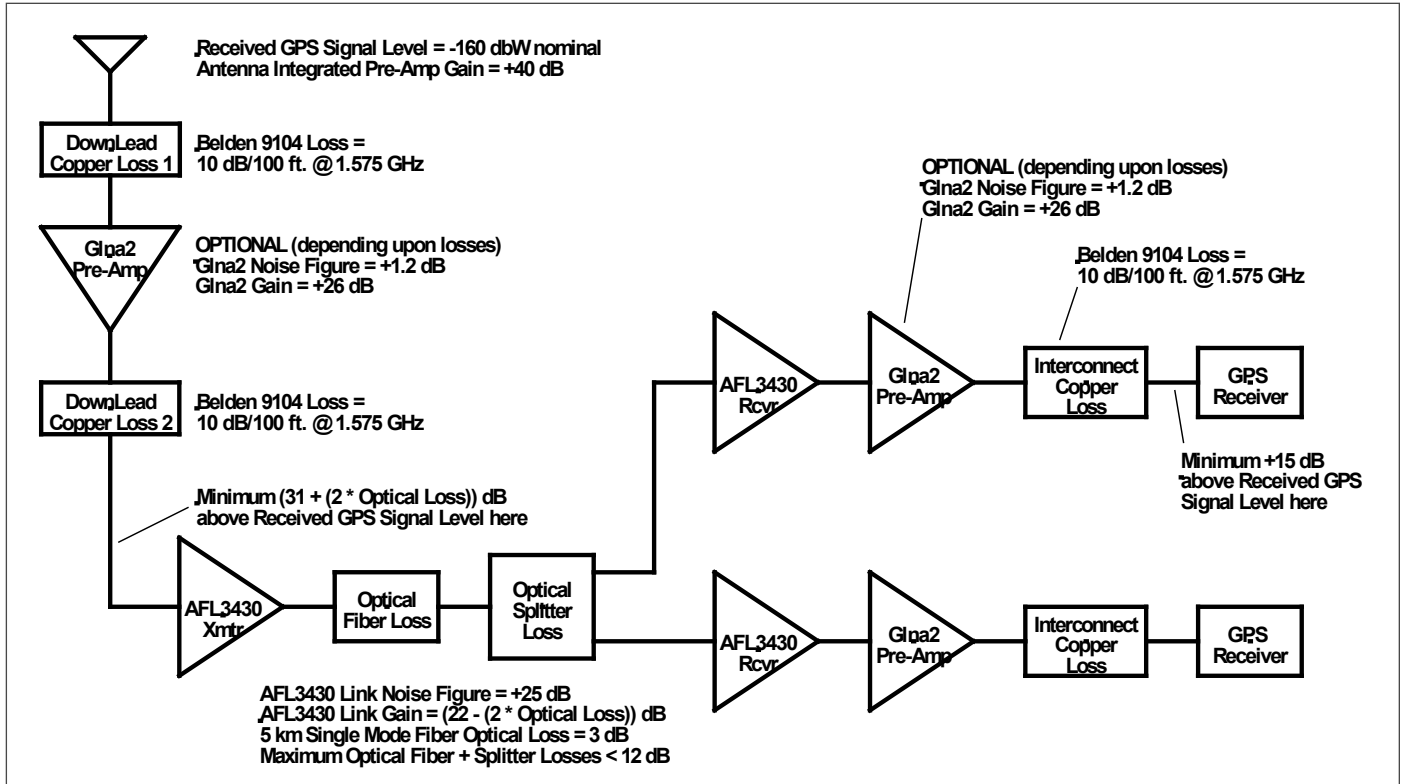 Received GPS Signal Level = -160 dbW nominal
Antenna Integrated Pre-Amp Gain = +40 dB
DownLead
Copper Loss 1
Belden 9104 Loss =
10 dB/100 ft. @ 1.575 GHz
Glna2
Pre-Amp
OPTIONAL (depending upon losses)
Glna2 Noise Figure = +1.2 dB
Glna2 Gain = +26 dB
DownLead
Copper Loss 2
Belden 9104 Loss =
10 dB/100 ft. @ 1.575 GHz
Minimum (31 + (2 * Optical Loss)) dB
above Received GPS Signal Level here
AFL3430
Xmtr
Optical
Fiber Loss
Optical
Splitter
Loss
AFL3430 Link Noise Figure = +25 dB
AFL3430 Link Gain = (22 - (2 * Optical Loss)) dB
5 km Single Mode Fiber Optical Loss = 3 dB
Maximum Optical Fiber + Splitter Losses < 12 dB
OPTIONAL (depending upon losses)
Glna2 Noise Figure = +1.2 dB
Glna2 Gain = +26 dB
Belden 9104 Loss =
10 dB/100 ft. @ 1.575 GHz
AFL3430
Rcvr
Glna2
Pre-Amp
Interconnect
Copper
Loss
GPS
Receiver
Minimum +15 dB
above Received GPS
Signal Level here
AFL3430
Rcvr
Glna2
Pre-Amp
Interconnect
Copper
Loss
GPS
Receiver